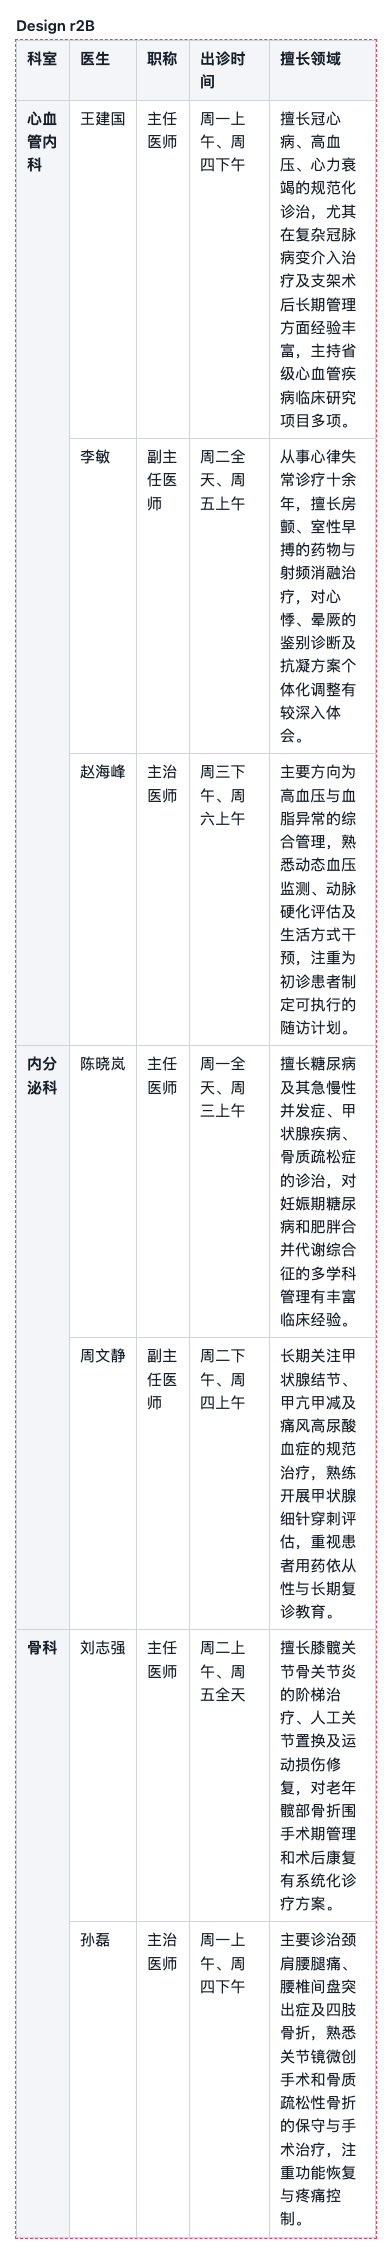 Design r2B
科室 医生 职称 出诊时 擅长领域
间
心血 王建国 主任 周一上 擅长冠心
管内 医师 午、周 病、高血
科 四下午 压、心力衰
竭的规范化
诊治，尤其
在复杂冠脉
病变介入治
疗及支架术
后长期管理
方面经验丰
富，主持省
级心血管疾
病临床研究
项目多项。
李敏 副主 周二全 从事心律失
任医 天、周 常诊疗十余
师 五上午 年，擅长房
颤、室性早
搏的药物与
射频消融治
疗，对心
悸、晕厥的
鉴别诊断及
抗凝方案个
体化调整有
较深入体
会。
赵海峰 主治 周三下 主要方向为
医师 午、周 高血压与血
六上午 脂异常的综
合管理，熟
悉动态血压
监测、动脉
硬化评估及
生活方式干
预，注重为
初诊患者制
定可执行的
随访计划。
内分 陈晓岚 主任 周一全 擅长糖尿病
泌科 医师 天、周 及其急慢性
三上午 并发症、甲
状腺疾病、
骨质疏松症
的诊治，对
妊娠期糖尿
病和肥胖合
并代谢综合
征的多学科
管理有丰富
临床经验。
周文静 副主 周二下 长期关注甲
任医 午、周 状腺结节、
师 四上午 甲亢甲减及
痛风高尿酸
血症的规范
治疗，熟练
开展甲状腺
细针穿刺评
估，重视患
者用药依从
性与长期复
诊教育。
骨科 刘志强 主任 周二上 擅长膝髋关
医师 午、周 节骨关节炎
五全天 的阶梯治
疗、人工关
节置换及运
动损伤修
复，对老年
髋部骨折围
手术期管理
和术后康复
有系统化诊
疗方案。
孙磊 主治 周一上 主要诊治颈
医师 午、周 肩腰腿痛、
四下午 腰椎间盘突
出症及四肢
骨折，熟悉
关节镜微创
手术和骨质
疏松性骨折
的保守与手
术治疗，注
重功能恢复
与疼痛控
制。